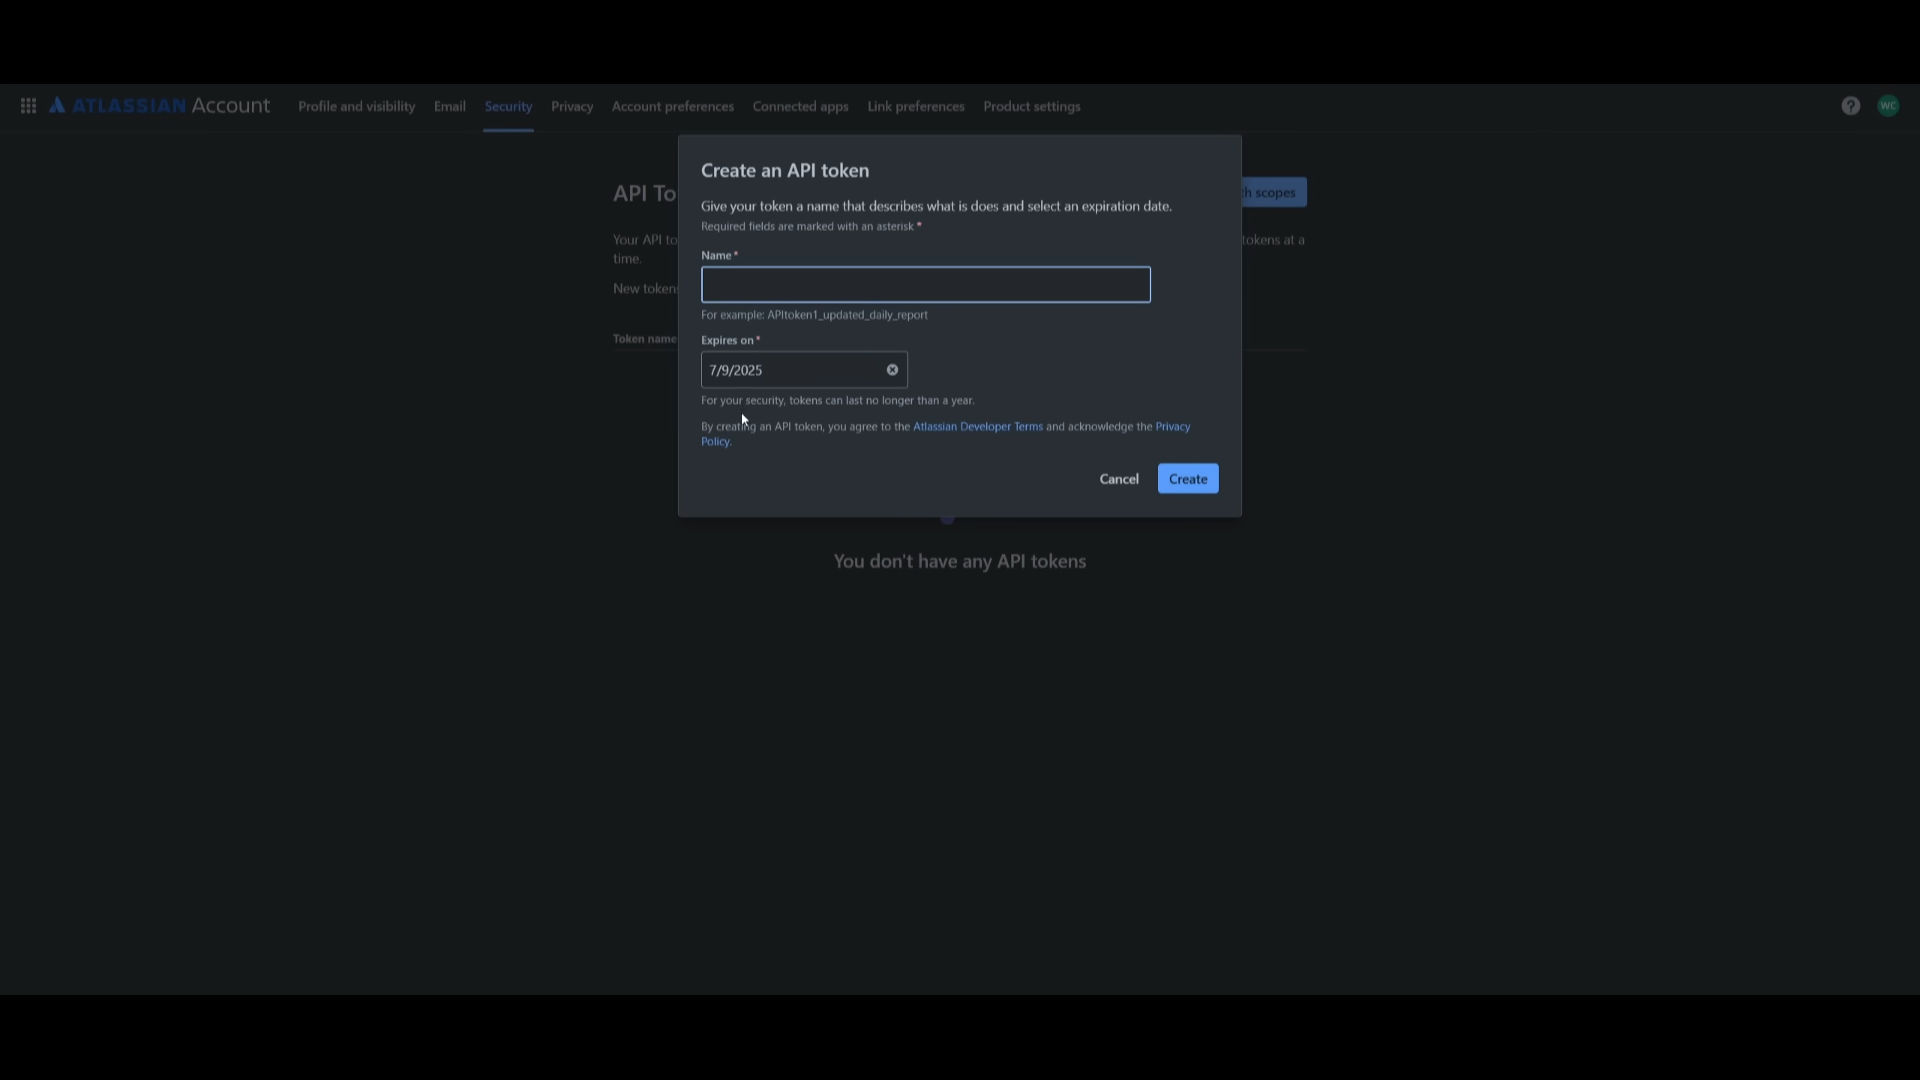 ATLASSIAN Account
Profile and visibility
Email
Security
Privacy
Account preferences
Connected apps
Link preferences
Product settings
?
WC
Create an API token
API To
h scopes
Give your token a name that describes what is does and select an expiration date.
Required fields are marked with an asterisk *
Your API to
tokens at a
time.
Name *
New tokens
For example: APItoken1_updated_daily_report
Token name
Expires on *
7/9/2025
For your security, tokens can last no longer than a year.
By creating an API token, you agree to the Atlassian Developer Terms and acknowledge the Privacy
Policy.
Cancel
Create
You don't have any API tokens